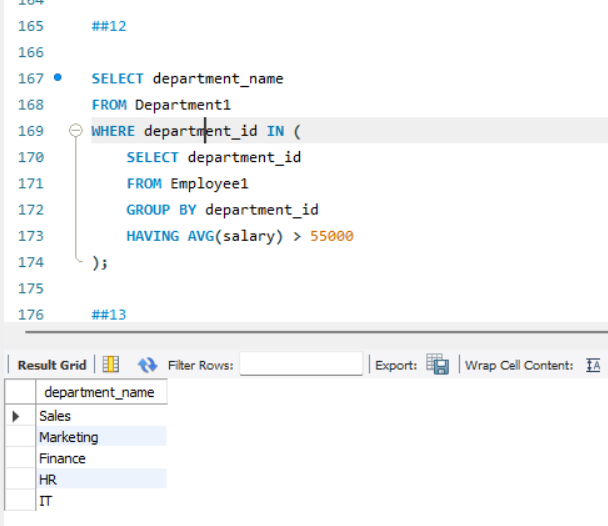 164
165 ##12
166
167 SELECT department_name
168 FROM Department1
169 WHERE department_id IN (
170 SELECT department_id
171 FROM Employee1
172 GROUP BY department_id
173 HAVING AVG(salary) > 55000
174 );
175
176 ##13
Result Grid Filter Rows: Export: Wrap Cell Content: IA
department_name
Sales
Marketing
Finance
HR
IT